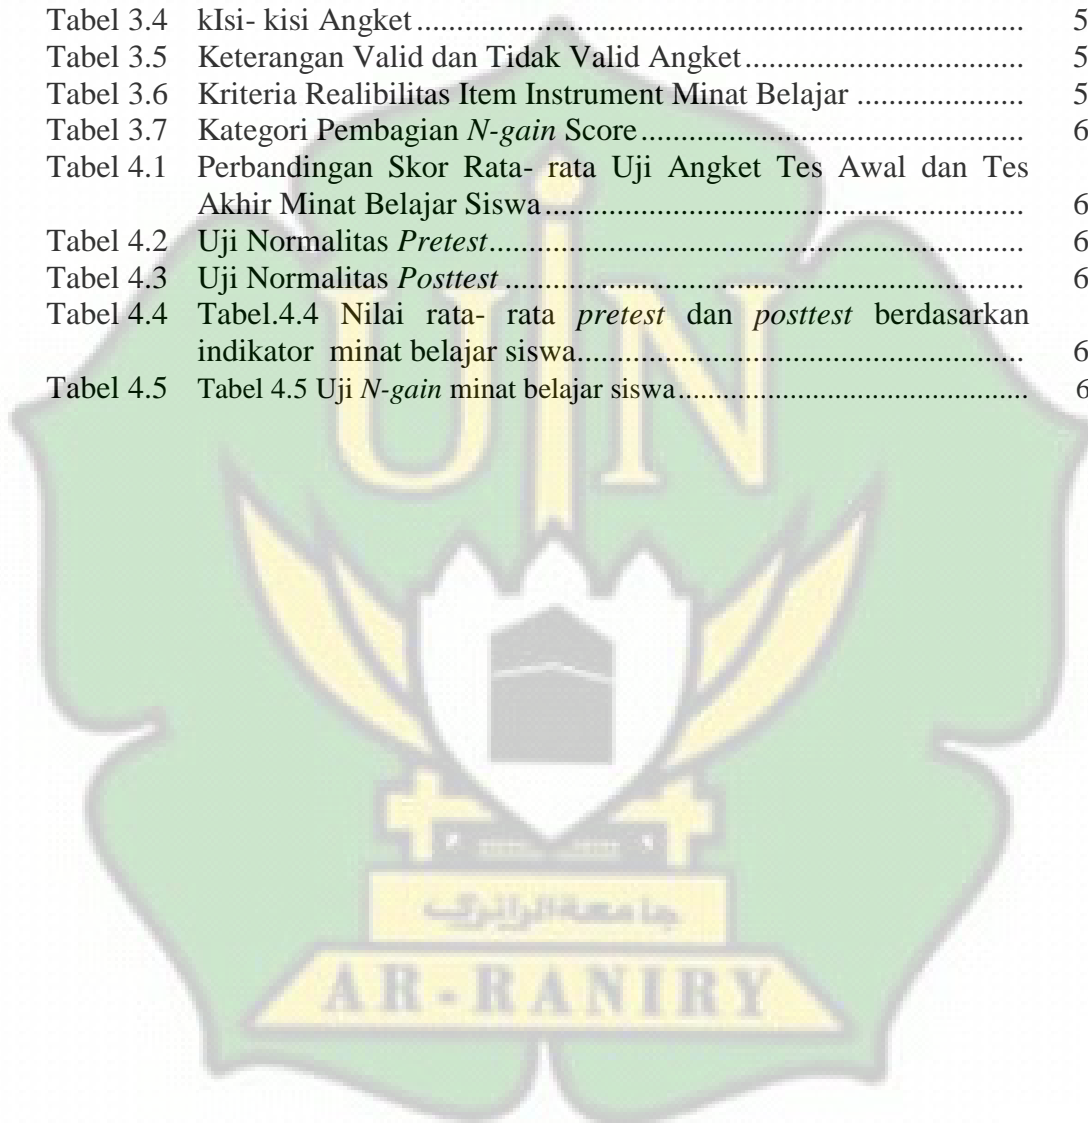 Tabel 3.4 kIsi- kisi Angket........................................................................... 5
Tabel 3.5 Keterangan Valid dan Tidak Valid Angket................................... 5
Tabel 3.6 Kriteria Realibilitas Item Instrument Minat Belajar ..................... 5
Tabel 3.7 Kategori Pembagian N-gain Score................................................ 6
Tabel 4.1 Perbandingan Skor Rata- rata Uji Angket Tes Awal dan Tes
Akhir Minat Belajar Siswa............................................................ 6
Tabel 4.2 Uji Normalitas Pretest................................................................... 6
Tabel 4.3 Uji Normalitas Posttest ................................................................. 6
Tabel 4.4 Tabel.4.4 Nilai rata- rata pretest dan posttest berdasarkan
indikator minat belajar siswa........................................................ 6
Tabel 4.5 Tabel 4.5 Uji N-gain minat belajar siswa............................................... 6
UIN
جامعة الرانري
AR-RANIRY